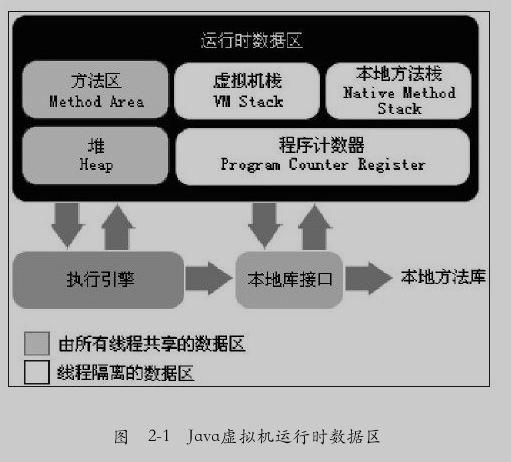 运行时数据区
方法区
Method Area
虚拟机栈
VM Stack
本地方法栈
Native Method
Stack
堆
Heap
程序计数器
Program Counter Register
执行引擎
本地库接口
本地方法库
由所有线程共享的数据区
线程隔离的数据区
图 2-1 Java虚拟机运行时数据区